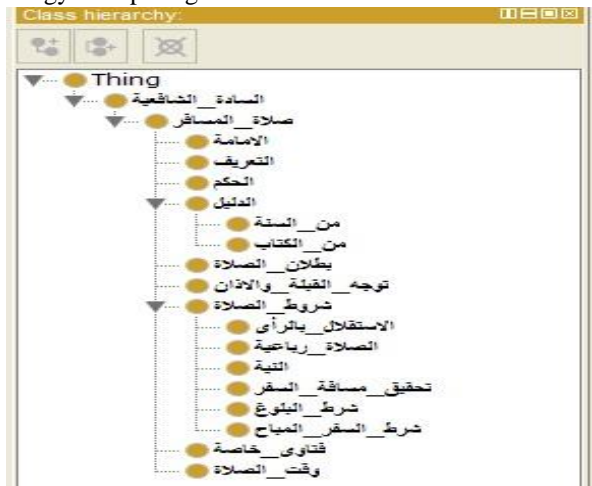 Class hierarchy:
Thing
السادة__الشافعية
صلاة__المسافر
الامامة
التعريف
الحكم
الدليل
من__السنة
من__الكتاب
بطلان__الصلاة
توجه__القبلة__والاذان
شروط__الصلاة
الاستقلال__بالرأى
الصلاة__رباعية
النية
تحقيق__مسافة__السفر
شرط__البلوغ
شرط__السفر__المباح
فتاوى__خاصة
وقت__الصلاة